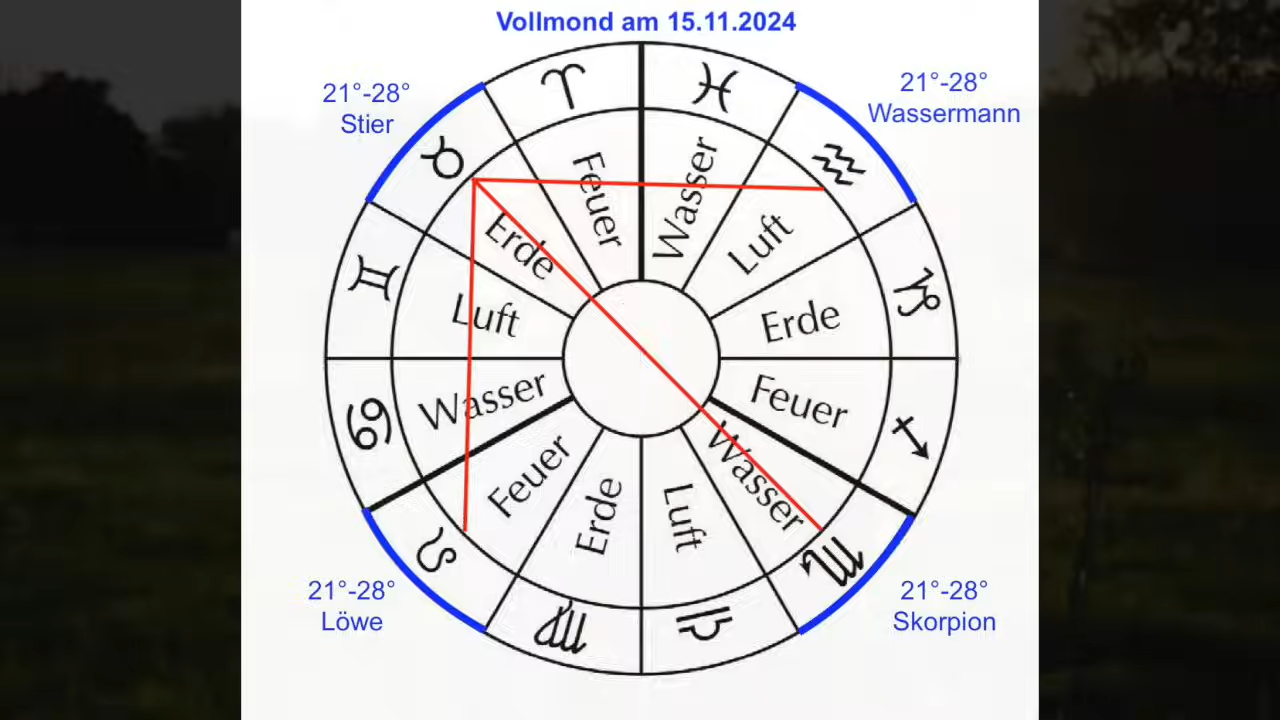 Vollmond am 15.11.2024
21°-28°
Stier
21°-28°
Wassermann
Feuer
Wasser
Erde
Luft
Luft
Erde
Wasser
Feuer
Feuer
Wasser
Erde
Luft
21°-28°
Löwe
21°-28°
Skorpion